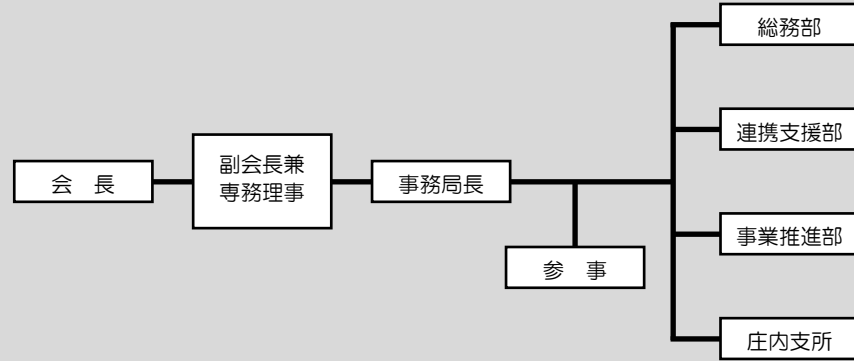 総務部
連携支援部
会　長
副会長兼
専務理事
事務局長
事業推進部
参　事
庄内支所